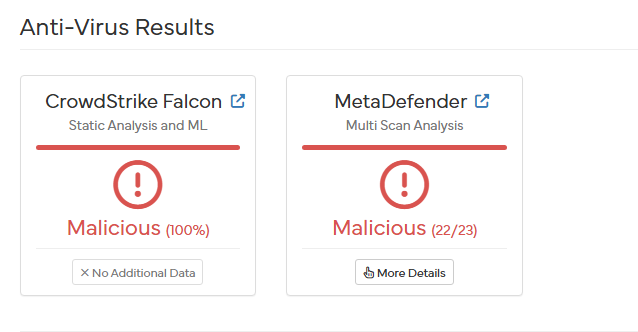 Anti-Virus Results
CrowdStrike Falcon
Static Analysis and ML
Malicious (100%)
No Additional Data
MetaDefender
Multi Scan Analysis
Malicious (22/23)
More Details